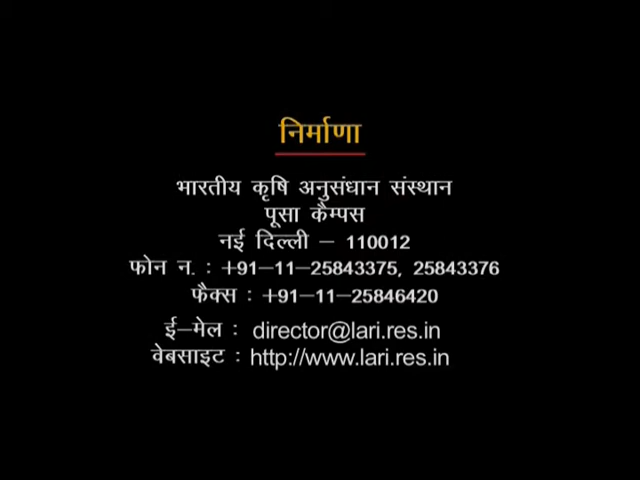 निर्माणा
भारतीय कृषि अनुसंधान संस्थान
पूसा कैम्पस
नई दिल्ली – 110012
फोन न. : +91–11–25843375, 25843376
फैक्स : +91–11–25846420
ई–मेल : director@lari.res.in
वेबसाइट : http://www.lari.res.in